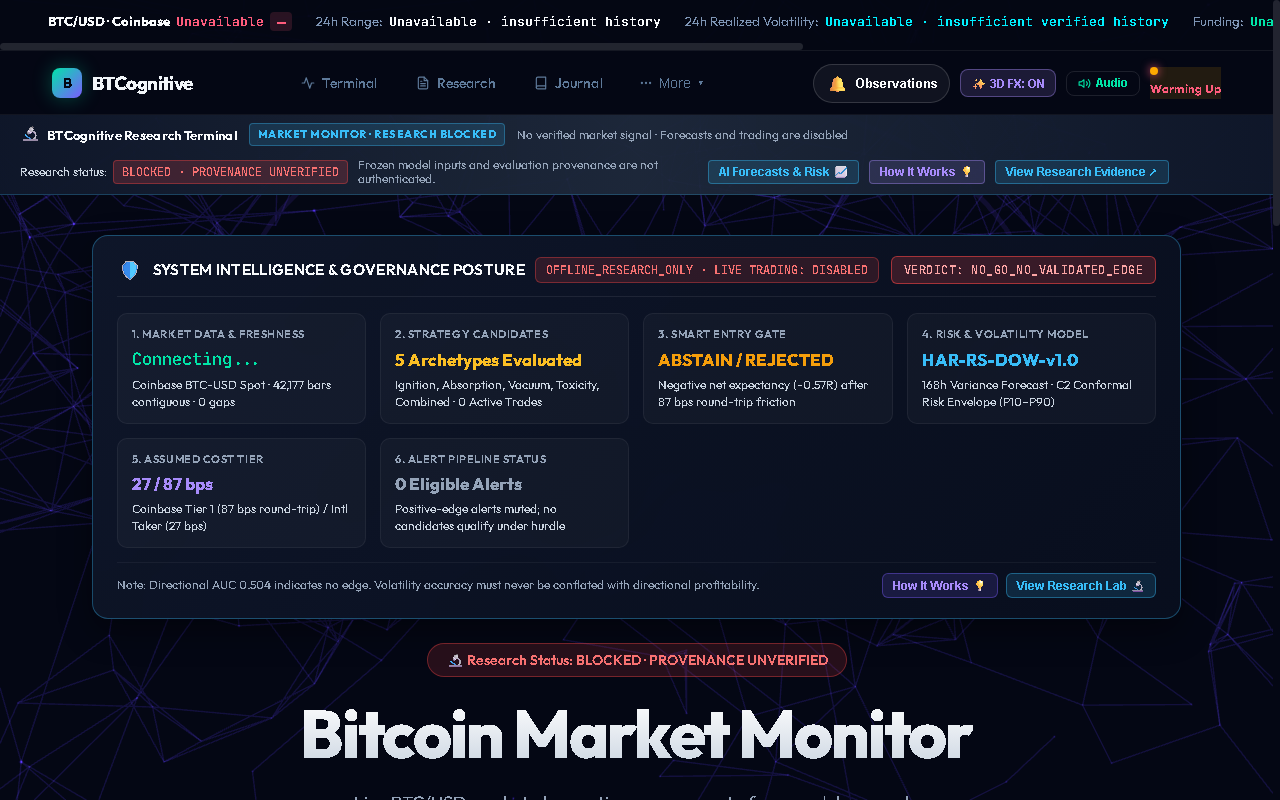 BTC/USD · Coinbase Unavailable — 24h Range: Unavailable · insufficient history 24h Realized Volatility: Unavailable · insufficient verified history Funding: Una
B BTCognitive Terminal Research Journal ··· More ▾ 🔔 Observations ✨ 3D FX: ON Audio Warming Up
🔬 BTCognitive Research Terminal MARKET MONITOR · RESEARCH BLOCKED No verified market signal · Forecasts and trading are disabled
Research status: BLOCKED · PROVENANCE UNVERIFIED Frozen model inputs and evaluation provenance are not
authenticated.
AI Forecasts & Risk 📈 How It Works 💡 View Research Evidence ↗
🛡️ SYSTEM INTELLIGENCE & GOVERNANCE POSTURE OFFLINE_RESEARCH_ONLY · LIVE TRADING: DISABLED VERDICT: NO_GO_NO_VALIDATED_EDGE
1. MARKET DATA & FRESHNESS
Connecting...
Coinbase BTC-USD Spot · 42,177 bars
contiguous · 0 gaps
2. STRATEGY CANDIDATES
5 Archetypes Evaluated
Ignition, Absorption, Vacuum, Toxicity,
Combined · 0 Active Trades
3. SMART ENTRY GATE
ABSTAIN / REJECTED
Negative net expectancy (-0.57R) after
87 bps round-trip friction
4. RISK & VOLATILITY MODEL
HAR-RS-DOW-v1.0
168h Variance Forecast · C2 Conformal
Risk Envelope (P10–P90)
5. ASSUMED COST TIER
27 / 87 bps
Coinbase Tier 1 (87 bps round-trip) / Intl
Taker (27 bps)
6. ALERT PIPELINE STATUS
0 Eligible Alerts
Positive-edge alerts muted; no
candidates qualify under hurdle
Note: Directional AUC 0.504 indicates no edge. Volatility accuracy must never be conflated with directional profitability.
How It Works 💡 View Research Lab 🔬
🔬 Research Status: BLOCKED · PROVENANCE UNVERIFIED
Bitcoin Market Monitor